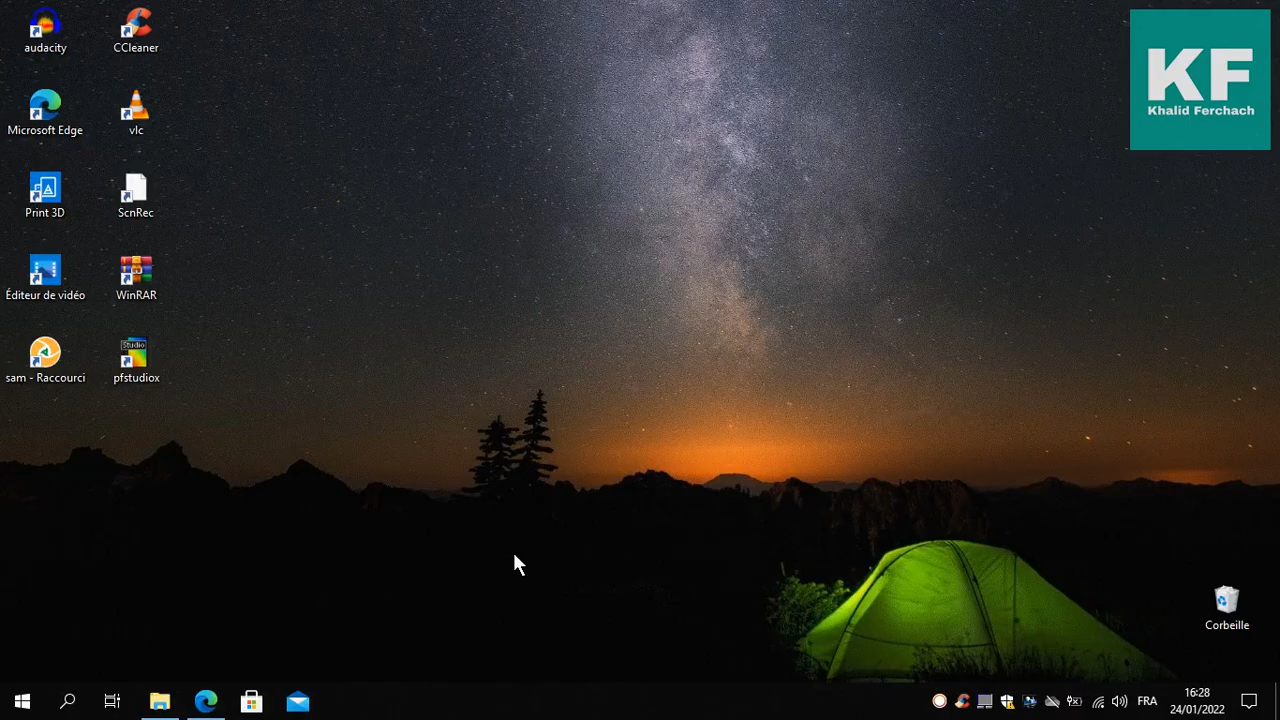 audacity
CCleaner
KF
Khalid Ferchach
Microsoft Edge
vlc
Print 3D
ScnRec
Éditeur de vidéo
WinRAR
Studio
sam - Raccourci
pfstudiox
Corbeille
FRA
16:28
24/01/2022